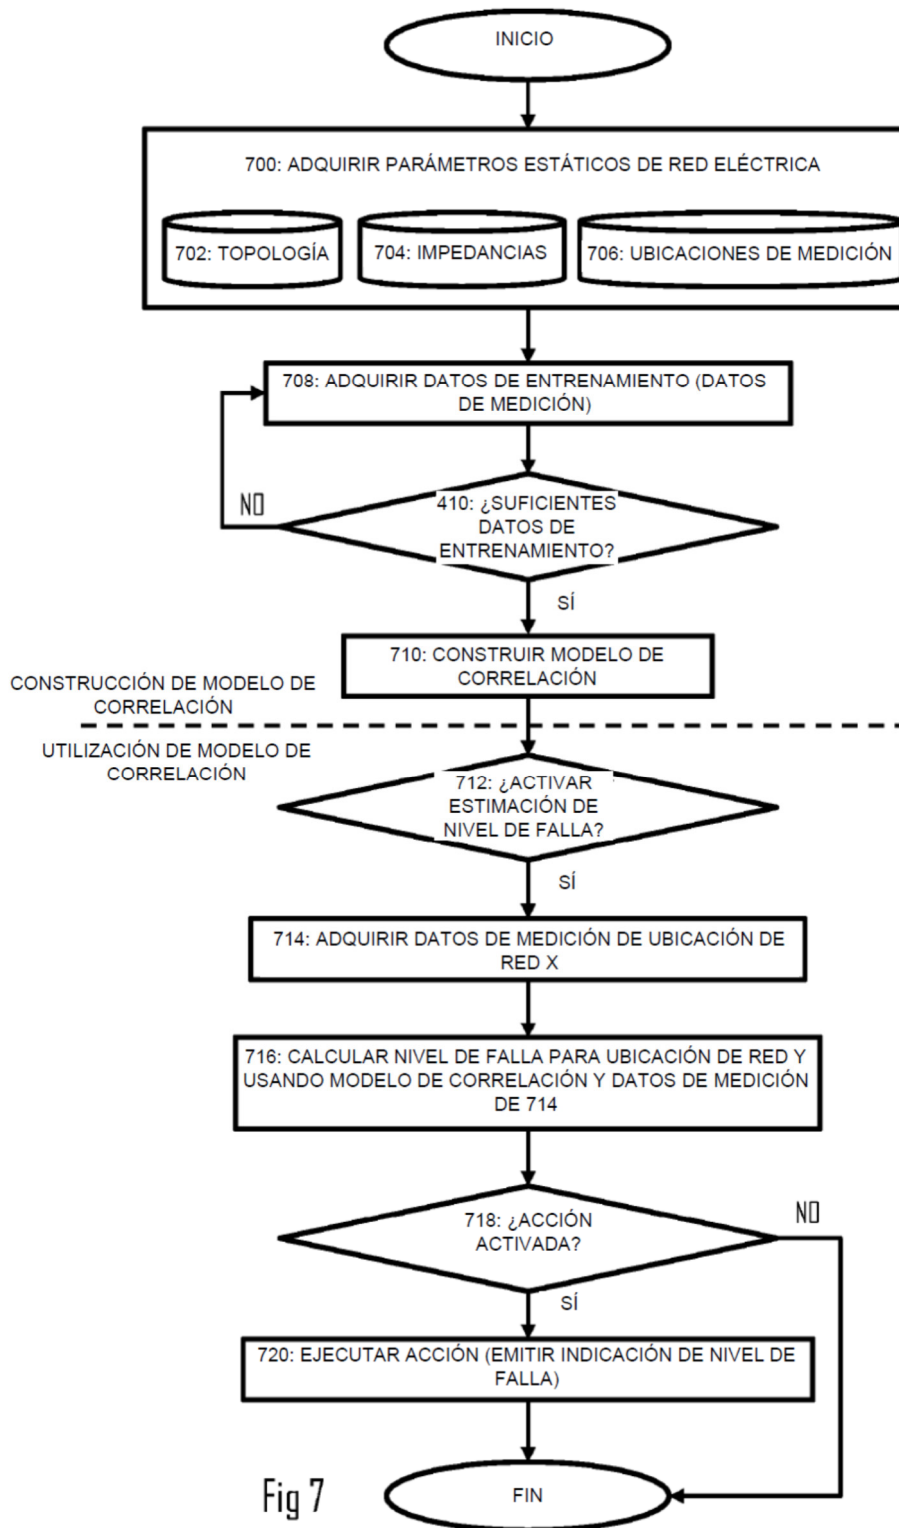 INICIO
700: ADQUIRIR PARÁMETROS ESTÁTICOS DE RED ELÉCTRICA
702: TOPOLOGÍA
704: IMPEDANCIAS
706: UBICACIONES DE MEDICIÓN
708: ADQUIRIR DATOS DE ENTRENAMIENTO (DATOS
DE MEDICIÓN)
NO
410: ¿SUFICIENTES
DATOS DE
ENTRENAMIENTO?
SÍ
710: CONSTRUIR MODELO DE
CORRELACIÓN
CONSTRUCCIÓN DE MODELO DE
CORRELACIÓN
UTILIZACIÓN DE MODELO DE
CORRELACIÓN
712: ¿ACTIVAR
ESTIMACIÓN DE
NIVEL DE FALLA?
SÍ
714: ADQUIRIR DATOS DE MEDICIÓN DE UBICACIÓN DE
RED X
716: CALCULAR NIVEL DE FALLA PARA UBICACIÓN DE RED Y
USANDO MODELO DE CORRELACIÓN Y DATOS DE MEDICIÓN
DE 714
718: ¿ACCIÓN
ACTIVADA?
NO
SÍ
720: EJECUTAR ACCIÓN (EMITIR INDICACIÓN DE NIVEL DE
FALLA)
FIN
Fig 7